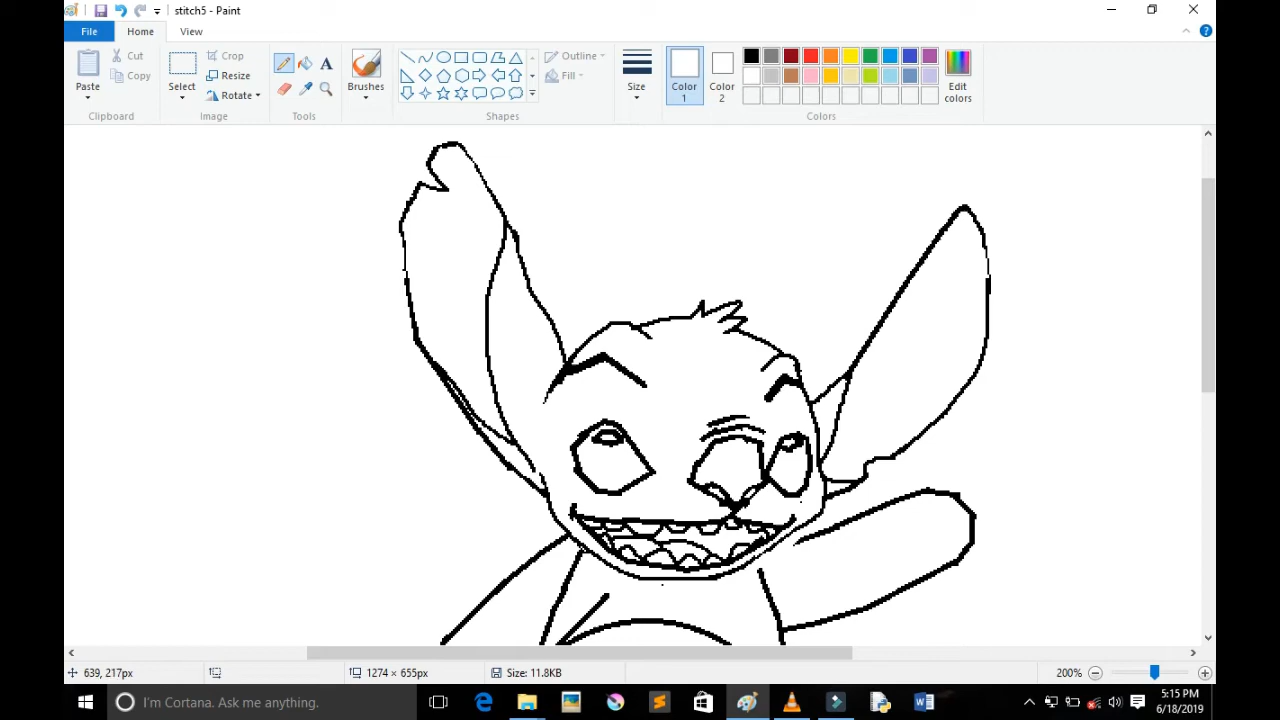 stitch5 - Paint
File
Home
View
Paste
Cut
Copy
Clipboard
Select
Crop
Resize
Rotate
Image
A
Tools
Brushes
Outline
Fill
Shapes
Size
Color
1
Color
2
Edit
colors
Colors
639, 217px
1274 × 655px
Size: 11.8KB
200%
I'm Cortana. Ask me anything.
5:15 PM
6/18/2019